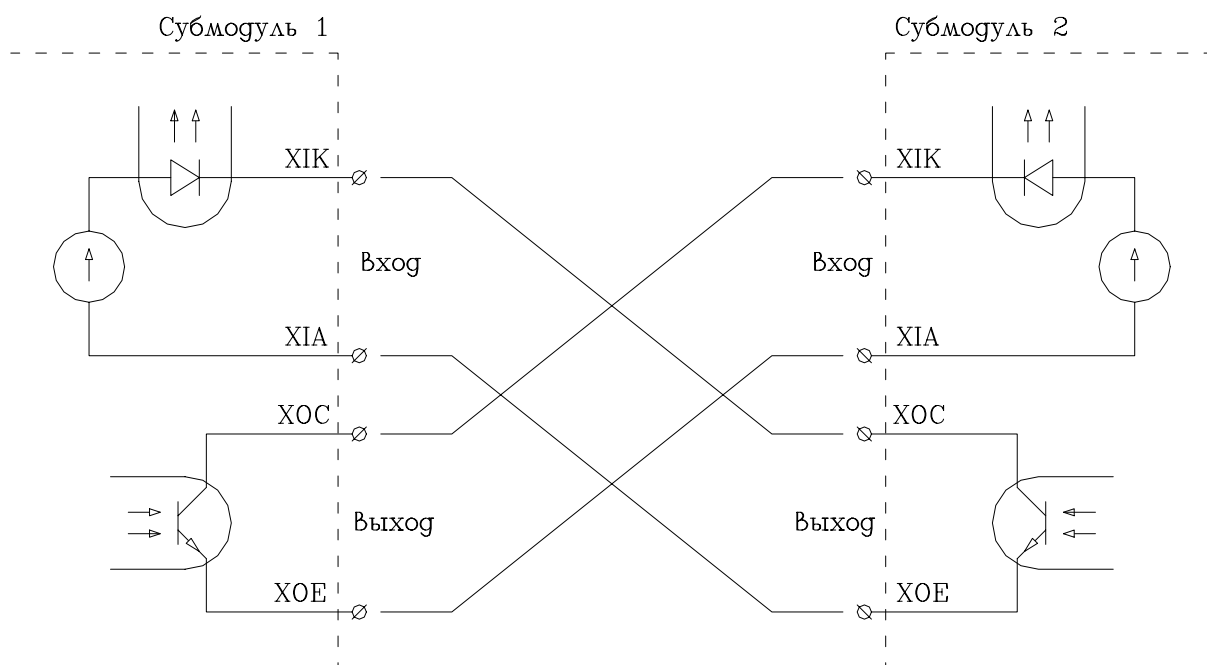 Субмодуль 1
Субмодуль 2
XIK
XIK
Вход
Вход
XIA
XIA
XOC
XOC
Выход
Выход
XOE
XOE